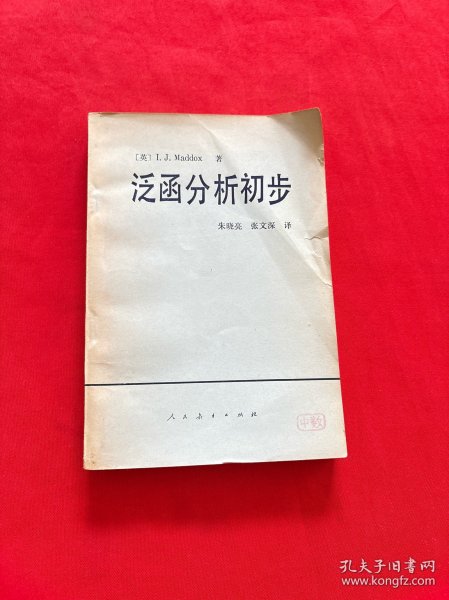 〔英〕I. J. Maddox 著
泛函分析初步
朱晓亮 张文深 译
人民教育出版社
中数
孔夫子旧书网
www.kongfz.com